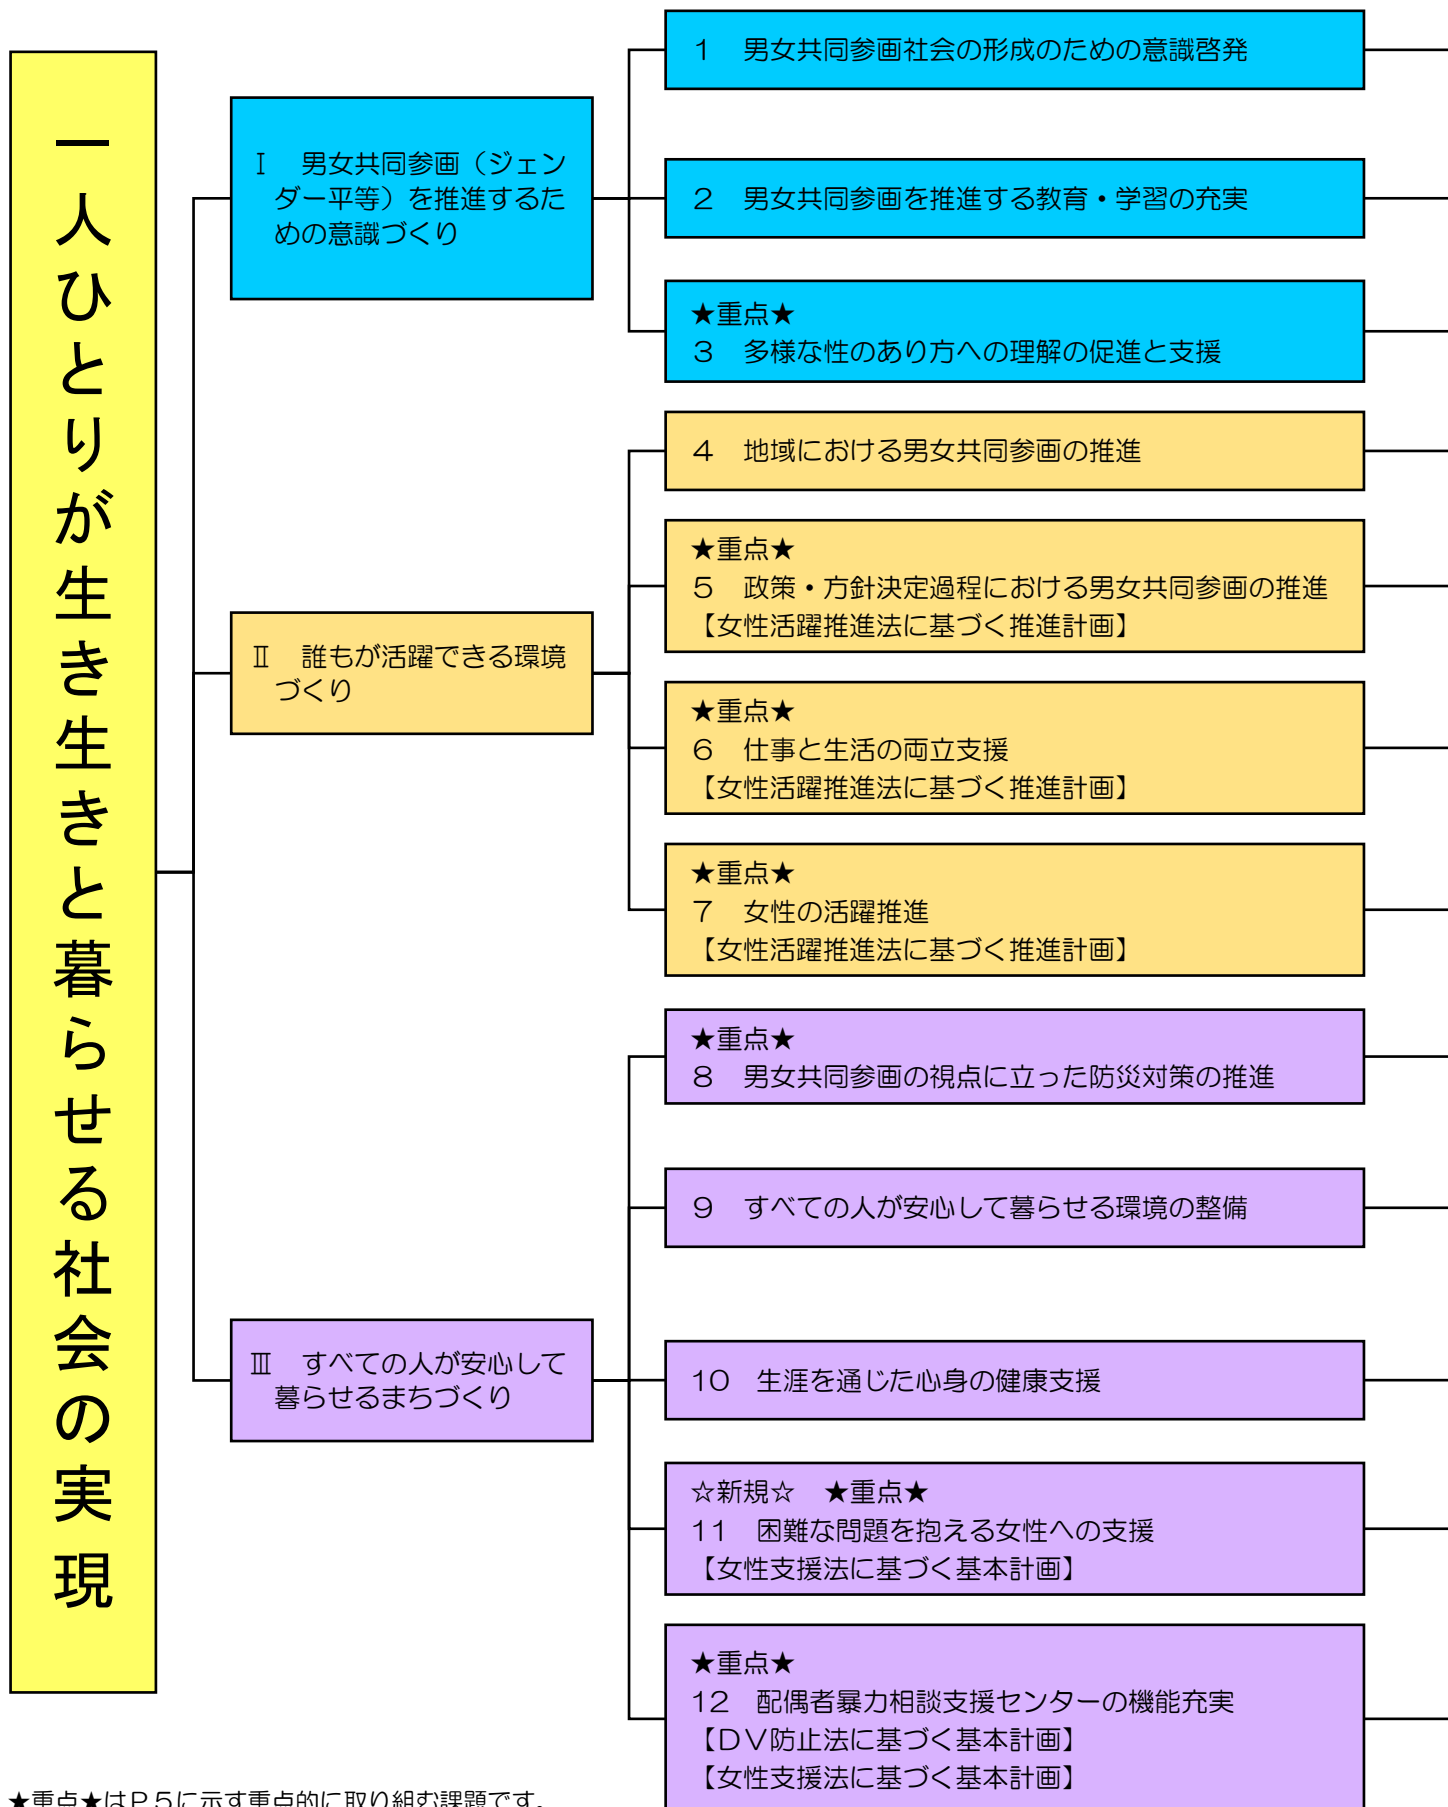 一人ひとりが生き生きと暮らせる社会の実現
Ⅰ　男女共同参画（ジェン
ダー平等）を推進するた
めの意識づくり
１　男女共同参画社会の形成のための意識啓発
２　男女共同参画を推進する教育・学習の充実
★重点★
３　多様な性のあり方への理解の促進と支援
Ⅱ　誰もが活躍できる環境
づくり
４　地域における男女共同参画の推進
★重点★
５　政策・方針決定過程における男女共同参画の推進
【女性活躍推進法に基づく推進計画】
★重点★
６　仕事と生活の両立支援
【女性活躍推進法に基づく推進計画】
★重点★
７　女性の活躍推進
【女性活躍推進法に基づく推進計画】
Ⅲ　すべての人が安心して
暮らせるまちづくり
★重点★
８　男女共同参画の視点に立った防災対策の推進
９　すべての人が安心して暮らせる環境の整備
10　生涯を通じた心身の健康支援
☆新規☆　★重点★
11　困難な問題を抱える女性への支援
【女性支援法に基づく基本計画】
★重点★
12　配偶者暴力相談支援センターの機能充実
【ＤＶ防止法に基づく基本計画】
【女性支援法に基づく基本計画】
★重点★はＰ５に示す重点的に取り組む課題です。